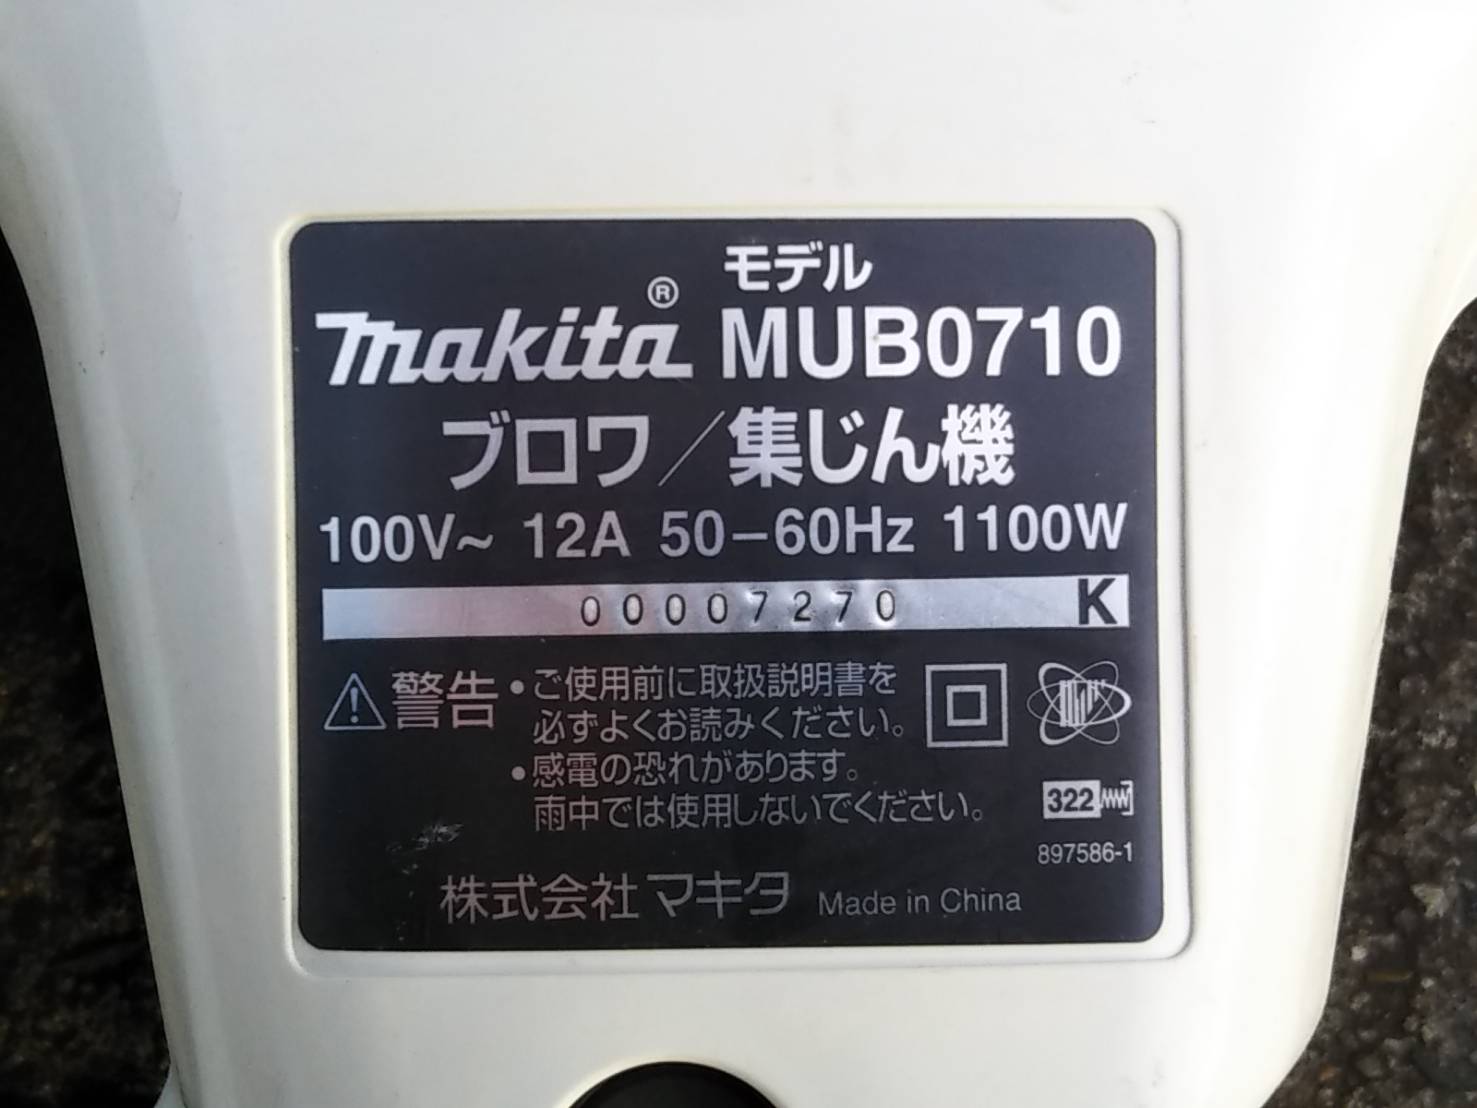 モデル
makita® MUB0710
ブロワ/集じん機
100V~ 12A 50-60Hz 1100W
00007270 K
警告 •ご使用前に取扱説明書を
必ずよくお読みください。
•感電の恐れがあります。
雨中では使用しないでください。
322
897586-1
株式会社マキタ Made in China